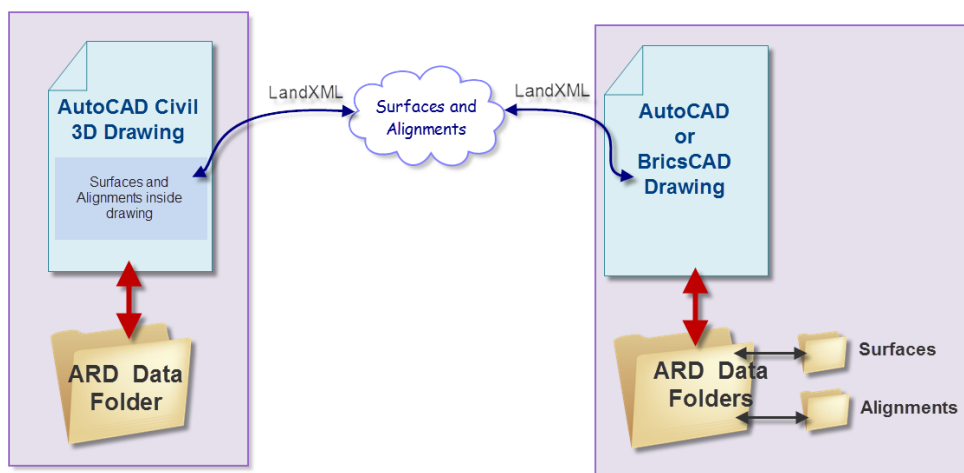 AutoCAD Civil
3D Drawing
Surfaces and
Alignments inside
drawing
ARD Data
Folder
LandXML
Surfaces and
Alignments
LandXML
AutoCAD
or
BricsCAD
Drawing
ARD Data
Folders
Surfaces
Alignments